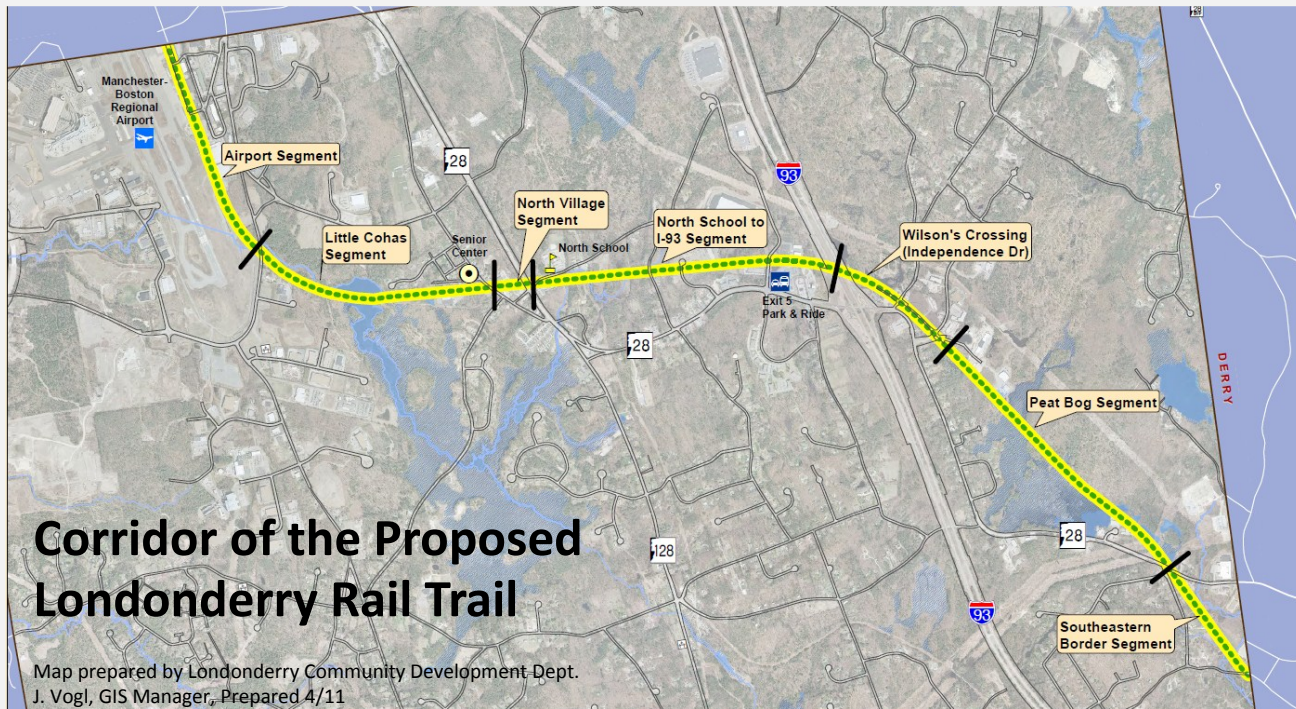 28
Manchester-
Boston
Regional
Airport
Airport Segment
28
93
North Village
Segment
North School to
I-93 Segment
Little Cohas
Segment
Senior
Center
North School
Wilson's Crossing
(Independence Dr)
Exit 5
Park & Ride
28
DERRY
Peat Bog Segment
Corridor of the Proposed
Londonderry Rail Trail
128
28
93
Southeastern
Border Segment
Map prepared by Londonderry Community Development Dept.
J. Vogl, GIS Manager, Prepared 4/11